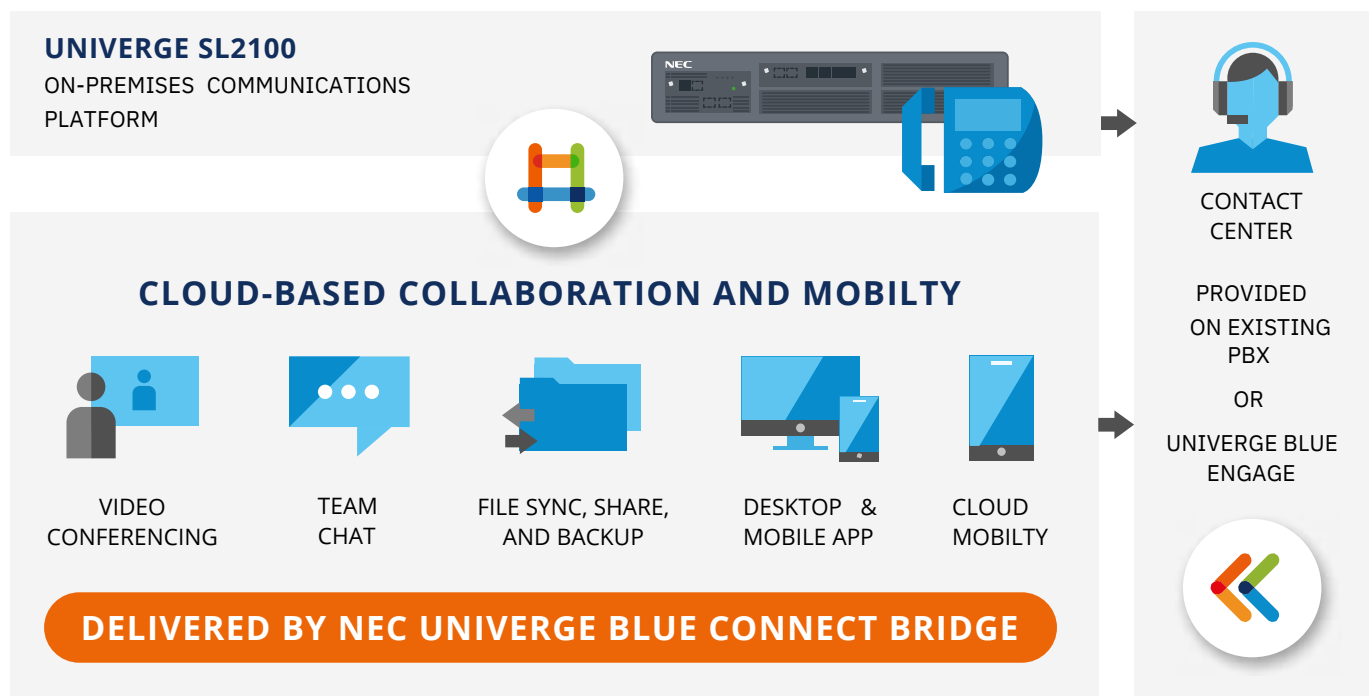 UNIVERGE SL2100
ON-PREMISES COMMUNICATIONS
PLATFORM
NEC
CLOUD-BASED COLLABORATION AND MOBILTY
VIDEO
CONFERENCING
TEAM
CHAT
FILE SYNC, SHARE,
AND BACKUP
DESKTOP &
MOBILE APP
CLOUD
MOBILTY
DELIVERED BY NEC UNIVERGE BLUE CONNECT BRIDGE
CONTACT
CENTER
PROVIDED
ON EXISTING
PBX
OR
UNIVERGE BLUE
ENGAGE